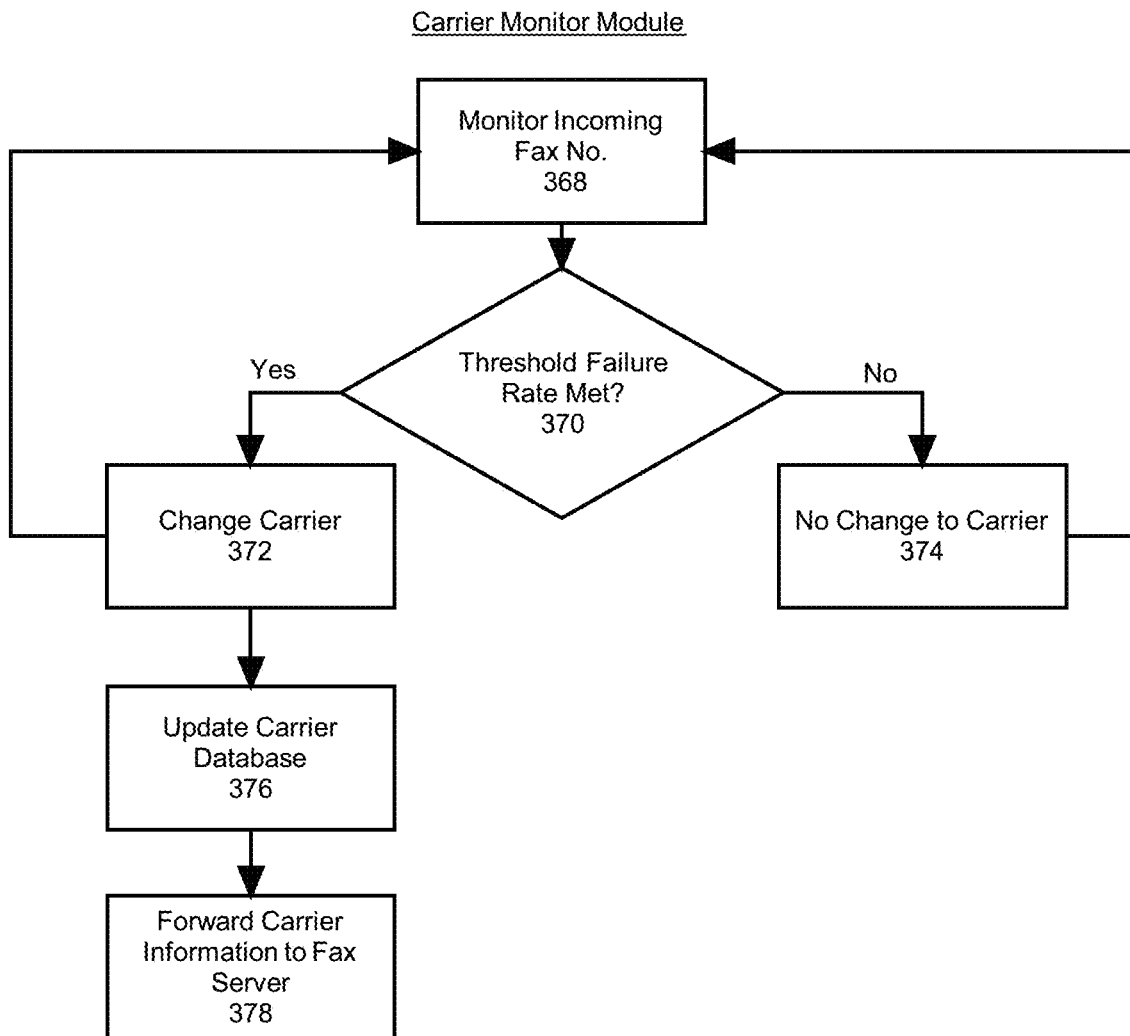 Carrier Monitor Module
Monitor Incoming
Fax No.
368
Threshold Failure
Rate Met?
370
Yes
No
Change Carrier
372
No Change to Carrier
374
Update Carrier
Database
376
Forward Carrier
Information to Fax
Server
378